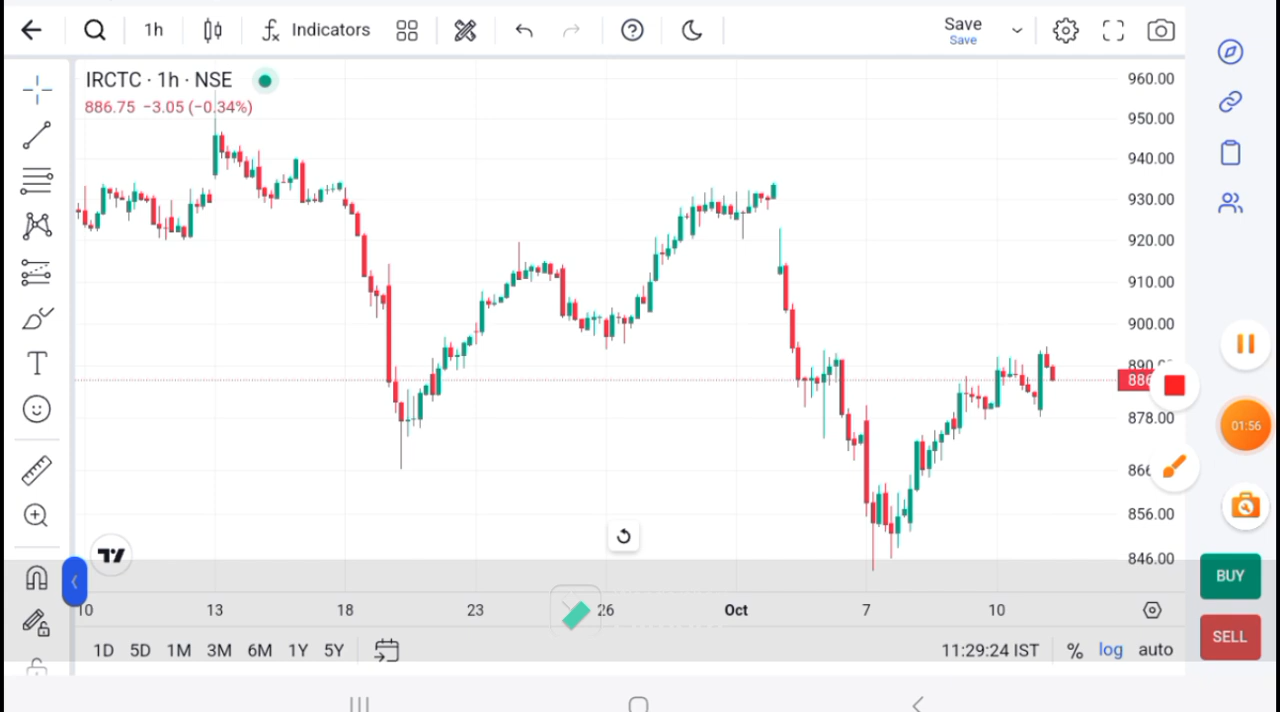 1h
Indicators
Save
Save
IRCTC · 1h · NSE
886.75 −3.05 (−0.34%)
960.00
950.00
940.00
930.00
920.00
910.00
900.00
878.00
856.00
846.00
01:56
BUY
SELL
10
13
18
23
26
Oct
7
10
1D 5D 1M 3M 6M 1Y 5Y
11:29:24 IST
%
log
auto